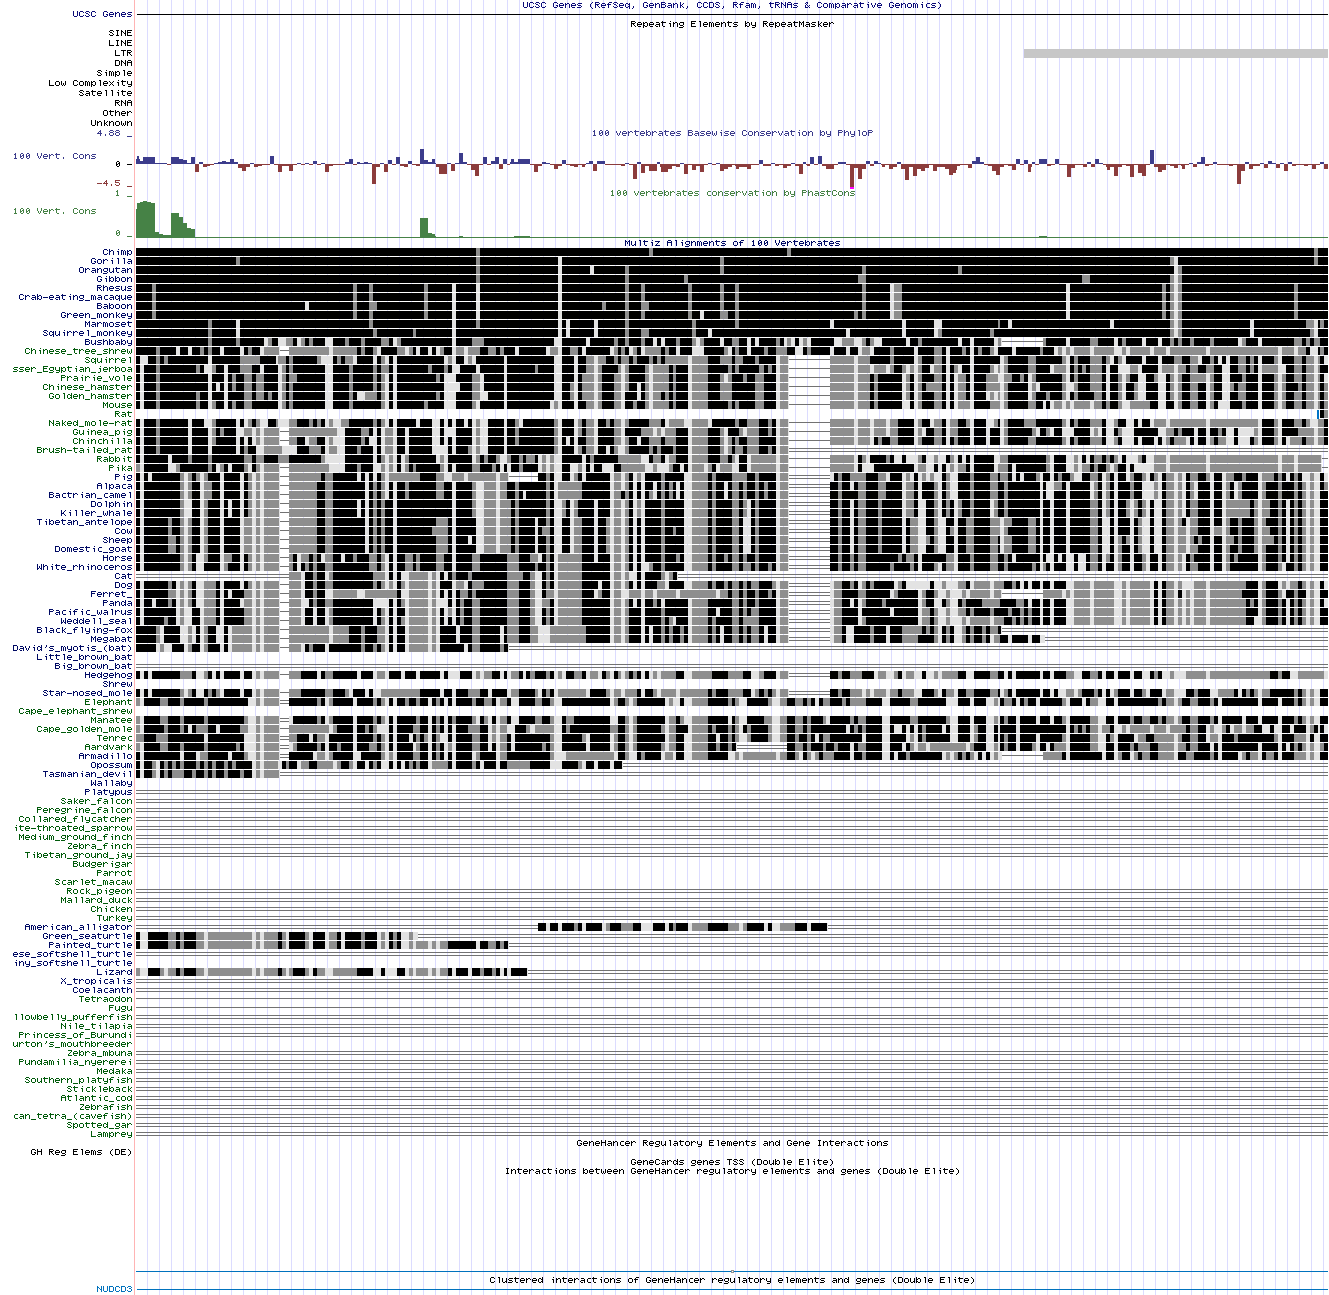 UCSC Genes (RefSeq, GenBank, CCDS, Rfam, tRNAs & Comparative Genomics)
UCSC Genes
Repeating Elements by RepeatMasker
SINE
LINE
LTR
DNA
Simple
Low Complexity
Satellite
RNA
Other
Unknown
4.88 _
100 vertebrates Basewise Conservation by PhyloP
100 Vert. Cons
0 _
-4.5 _
100 vertebrates conservation by PhastCons
1 _
100 Vert. Cons
0 _
Multiz Alignments of 100 Vertebrates
Chimp
Gorilla
Orangutan
Gibbon
Rhesus
Crab-eating_macaque
Baboon
Green_monkey
Marmoset
Squirrel_monkey
Bushbaby
Chinese_tree_shrew
Squirrel
sser_Egyptian_jerboa
Prairie_vole
Chinese_hamster
Golden_hamster
Mouse
Rat
Naked_mole-rat
Guinea_pig
Chinchilla
Brush-tailed_rat
Rabbit
Pika
Pig
Alpaca
Bactrian_camel
Dolphin
Killer_whale
Tibetan_antelope
Cow
Sheep
Domestic_goat
Horse
White_rhinoceros
Cat
Dog
Ferret_
Panda
Pacific_walrus
Weddell_seal
Black_flying-fox
Megabat
David's_myotis_(bat)
Little_brown_bat
Big_brown_bat
Hedgehog
Shrew
Star-nosed_mole
Elephant
Cape_elephant_shrew
Manatee
Cape_golden_mole
Tenrec
Aardvark
Armadillo
Opossum
Tasmanian_devil
Wallaby
Platypus
Saker_falcon
Peregrine_falcon
Collared_flycatcher
ite-throated_sparrow
Medium_ground_finch
Zebra_finch
Tibetan_ground_jay
Budgerigar
Parrot
Scarlet_macaw
Rock_pigeon
Mallard_duck
Chicken
Turkey
American_alligator
Green_seaturtle
Painted_turtle
ese_softshell_turtle
iny_softshell_turtle
Lizard
X_tropicalis
Coelacanth
Tetraodon
Fugu
llowbelly_pufferfish
Nile_tilapia
Princess_of_Burundi
urton's_mouthbreeder
Zebra_mbuna
Pundamilia_nyererei
Medaka
Southern_platyfish
Stickleback
Atlantic_cod
Zebrafish
can_tetra_(cavefish)
Spotted_gar
Lamprey
GeneHancer Regulatory Elements and Gene Interactions
GH Reg Elems (DE)
GeneCards genes TSS (Double Elite)
Interactions between GeneHancer regulatory elements and genes (Double Elite)
Clustered interactions of GeneHancer regulatory elements and genes (Double Elite)
NUDCD3